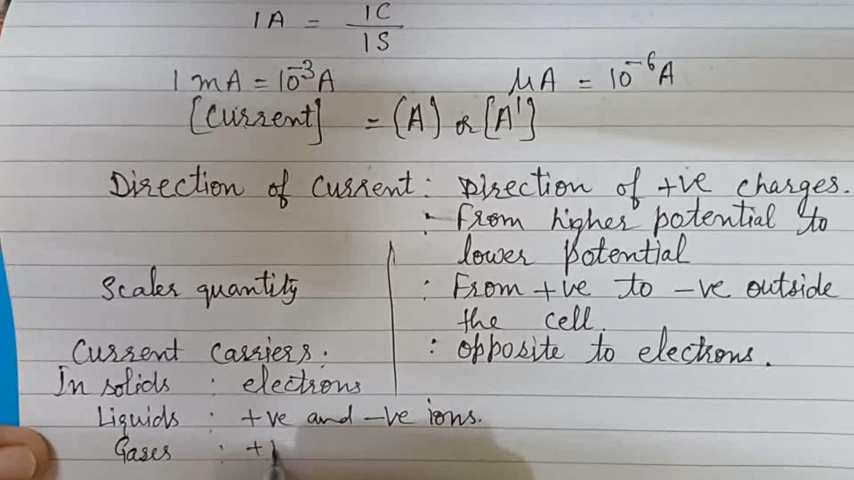 1A = 1C / 1S
1 mA = 10⁻³A    μA = 10⁻⁶A
[Current] = (A) or [A¹]
Direction of current : Direction of +ve charges.
: From higher potential to
lower potential
Scaler quantity : From +ve to -ve outside
the cell.
Current carriers. : opposite to electrons.
In solids : electrons
Liquids : +ve and -ve ions.
Gases : +